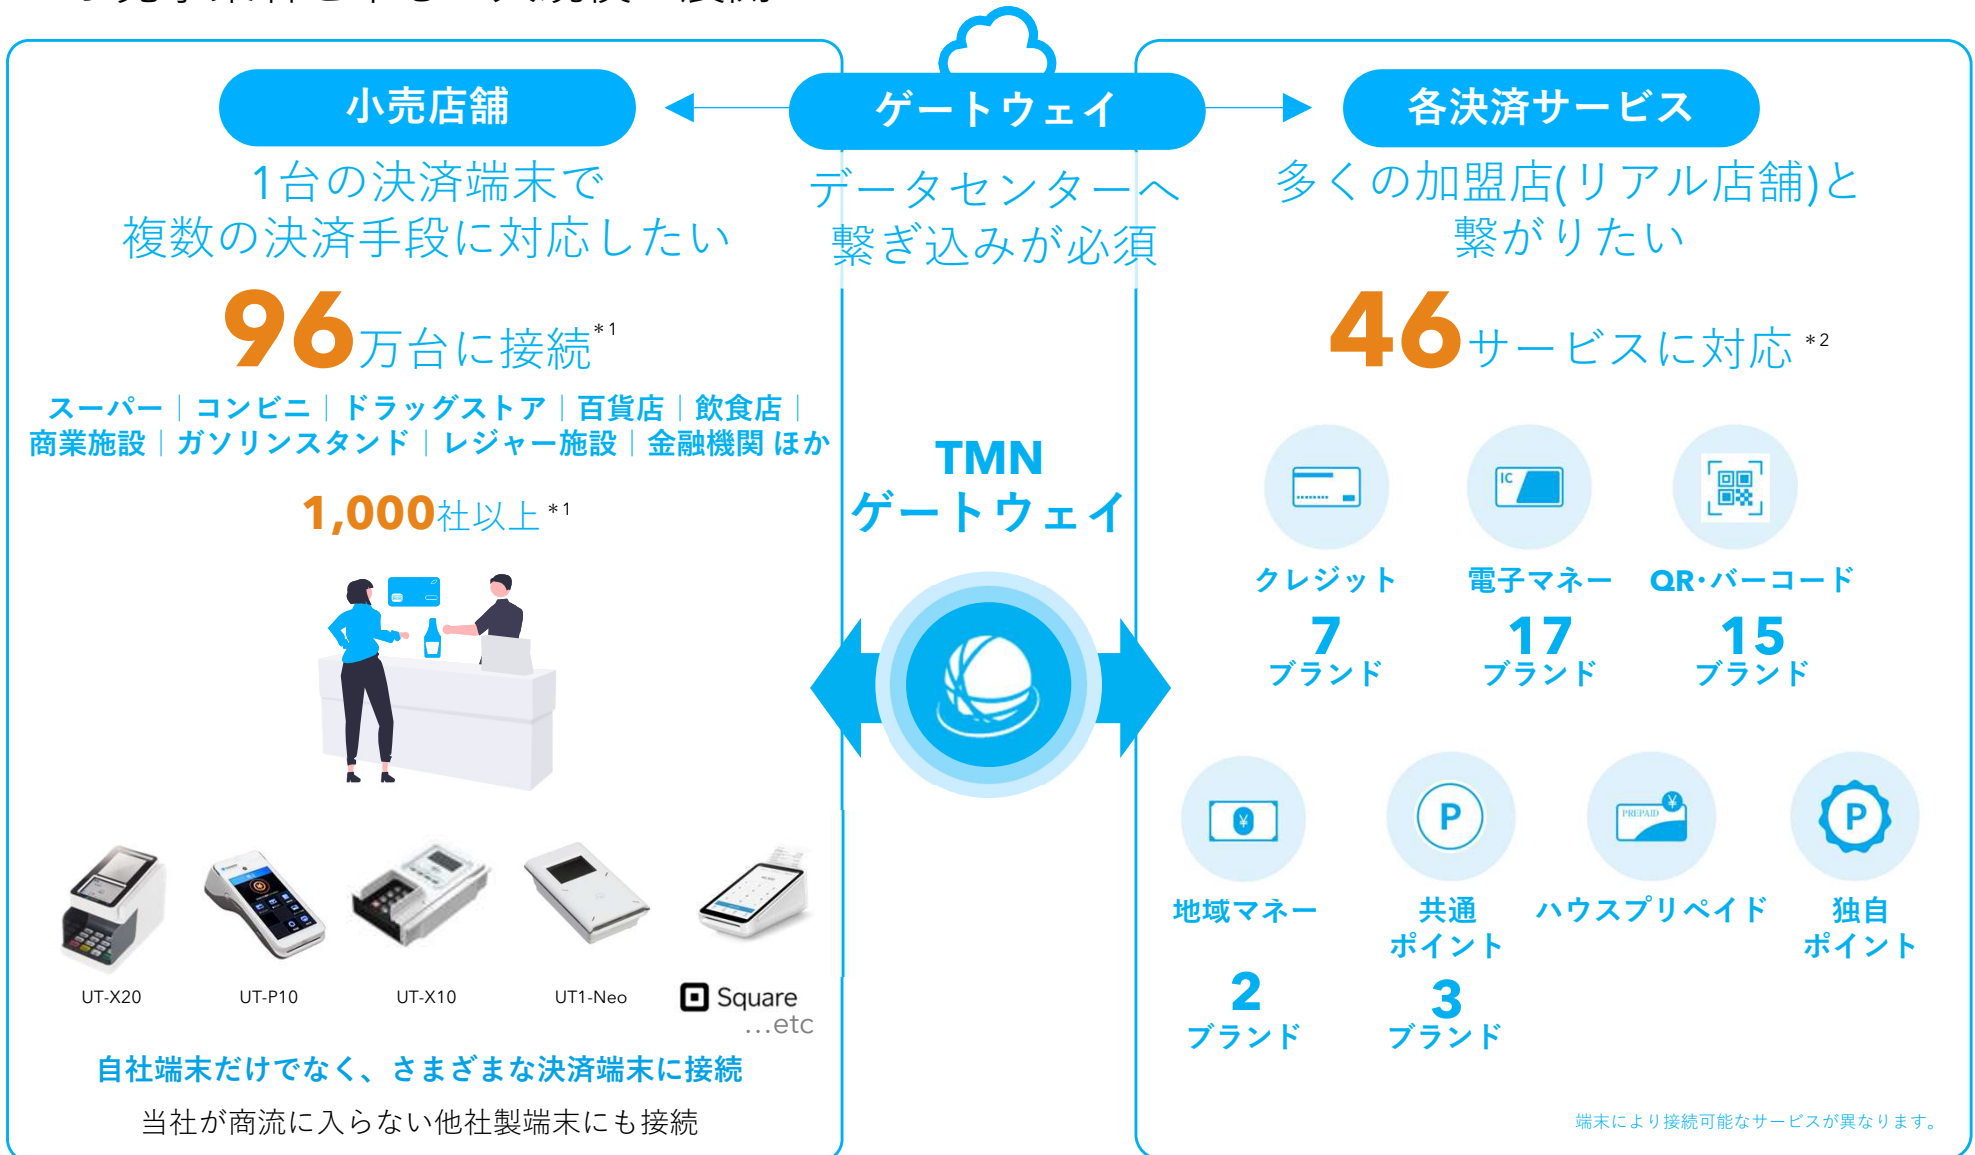 小売店舗
ゲートウェイ
各決済サービス
1台の決済端末で
複数の決済手段に対応したい
データセンターへ
繋ぎ込みが必須
多くの加盟店(リアル店舗)と
繋がりたい
96万台に接続*1
46サービスに対応*2
スーパー|コンビニ|ドラッグストア|百貨店|飲食店|
商業施設|ガソリンスタンド|レジャー施設|金融機関 ほか
1,000社以上*1
TMN
ゲートウェイ
IC
クレジット
電子マネー
QR・バーコード
7
ブランド
17
ブランド
15
ブランド
¥
P
PREPAID
¥
P
地域マネー
共通
ポイント
ハウスプリペイド
独自
ポイント
2
ブランド
3
ブランド
UT-X20
UT-P10
UT-X10
UT1-Neo
Square
...etc
自社端末だけでなく、さまざまな決済端末に接続
当社が商流に入らない他社製端末にも接続
端末により接続可能なサービスが異なります。